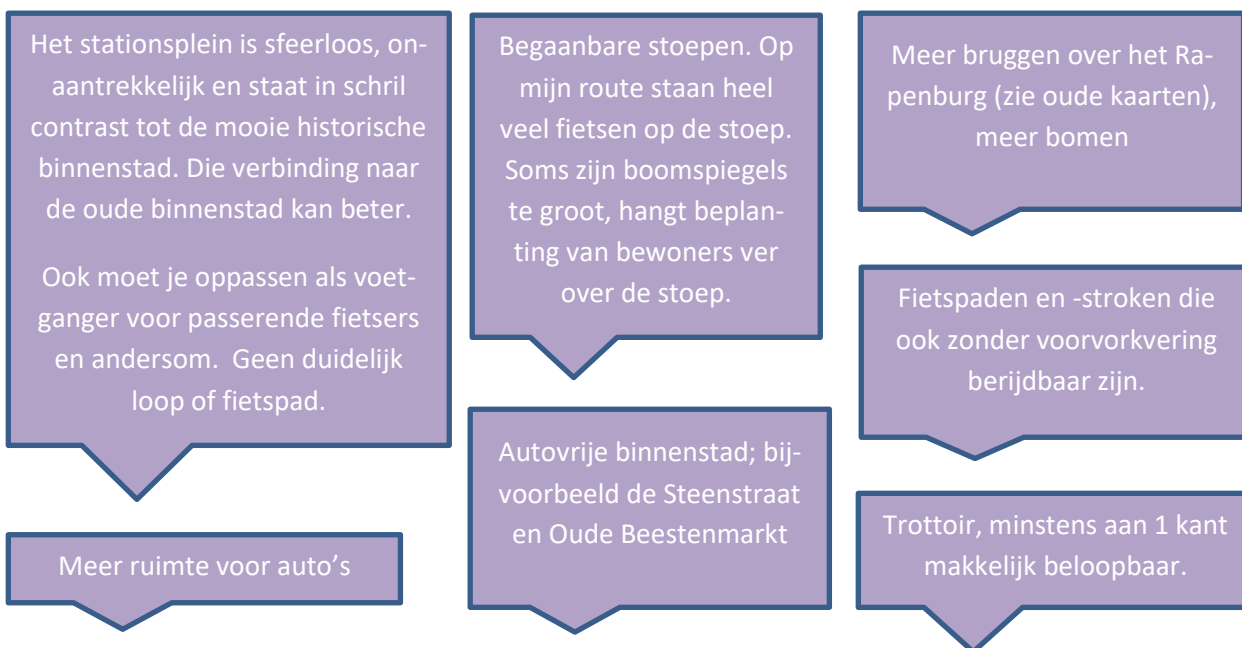 Het stationsplein is sfeerloos, on-
aantrekkelijk en staat in schril
contrast tot de mooie historische
binnenstad. Die verbinding naar
de oude binnenstad kan beter.
Ook moet je oppassen als voet-
ganger voor passerende fietsers
en andersom. Geen duidelijk
loop of fietspad.
Meer ruimte voor auto's
Begaanbare stoepen. Op
mijn route staan heel
veel fietsen op de stoep.
Soms zijn boomspiegels
te groot, hangt beplan-
ting van bewoners ver
over de stoep.
Autovrije binnenstad; bij-
voorbeeld de Steenstraat
en Oude Beestenmarkt
Meer bruggen over het Ra-
penburg (zie oude kaarten),
meer bomen
Fietspaden en -stroken die
ook zonder voorvorkvering
berijdbaar zijn.
Trottoir, minstens aan 1 kant
makkelijk beloopbaar.